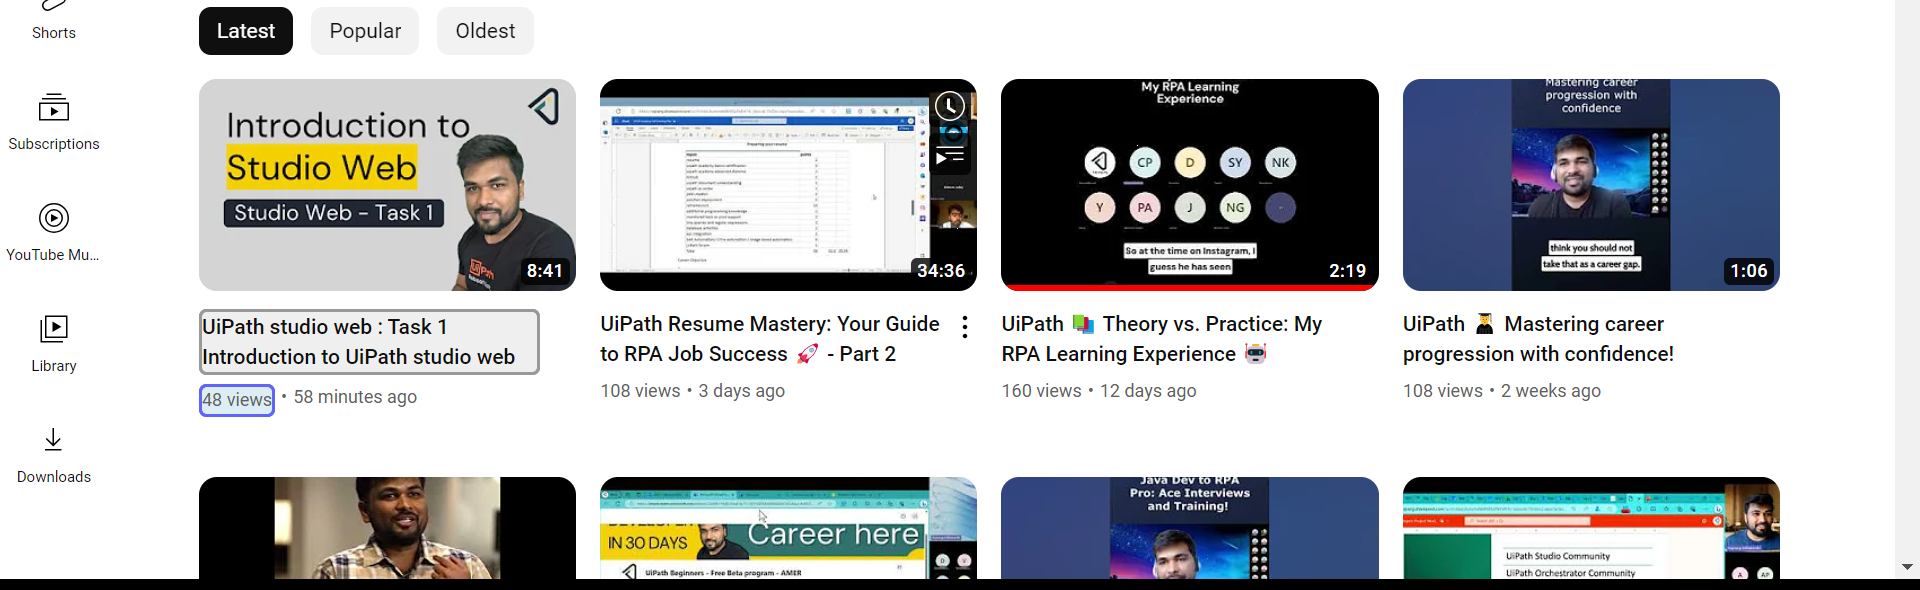 Shorts
Subscriptions
YouTube Mu...
Library
Downloads
Latest
Popular
Oldest
Introduction to
Studio Web
Studio Web - Task 1
UiPath
8:41
UiPath studio web : Task 1
Introduction to UiPath studio web
48 views • 58 minutes ago
Preparing your resume
34:36
UiPath Resume Mastery: Your Guide
to RPA Job Success 🚀 - Part 2
108 views • 3 days ago
My RPA Learning
Experience
CP
D
SY
NK
Y
PA
J
NG
So at the time on Instagram, I
guess he has seen
2:19
UiPath 📚 Theory vs. Practice: My
RPA Learning Experience 🤖
160 views • 12 days ago
Mastering career
progression with
confidence
think you should not
take that as a career gap.
1:06
UiPath 👨‍🎓 Mastering career
progression with confidence!
108 views • 2 weeks ago
DEVELOPER
IN 30 DAYS
Career here
UiPath Beginners - Free Beta program - AMER
D
Java Dev to RPA
Pro: Ace Interviews
and Training!
UiPath Studio Community
UiPath Orchestrator Community
A
AP